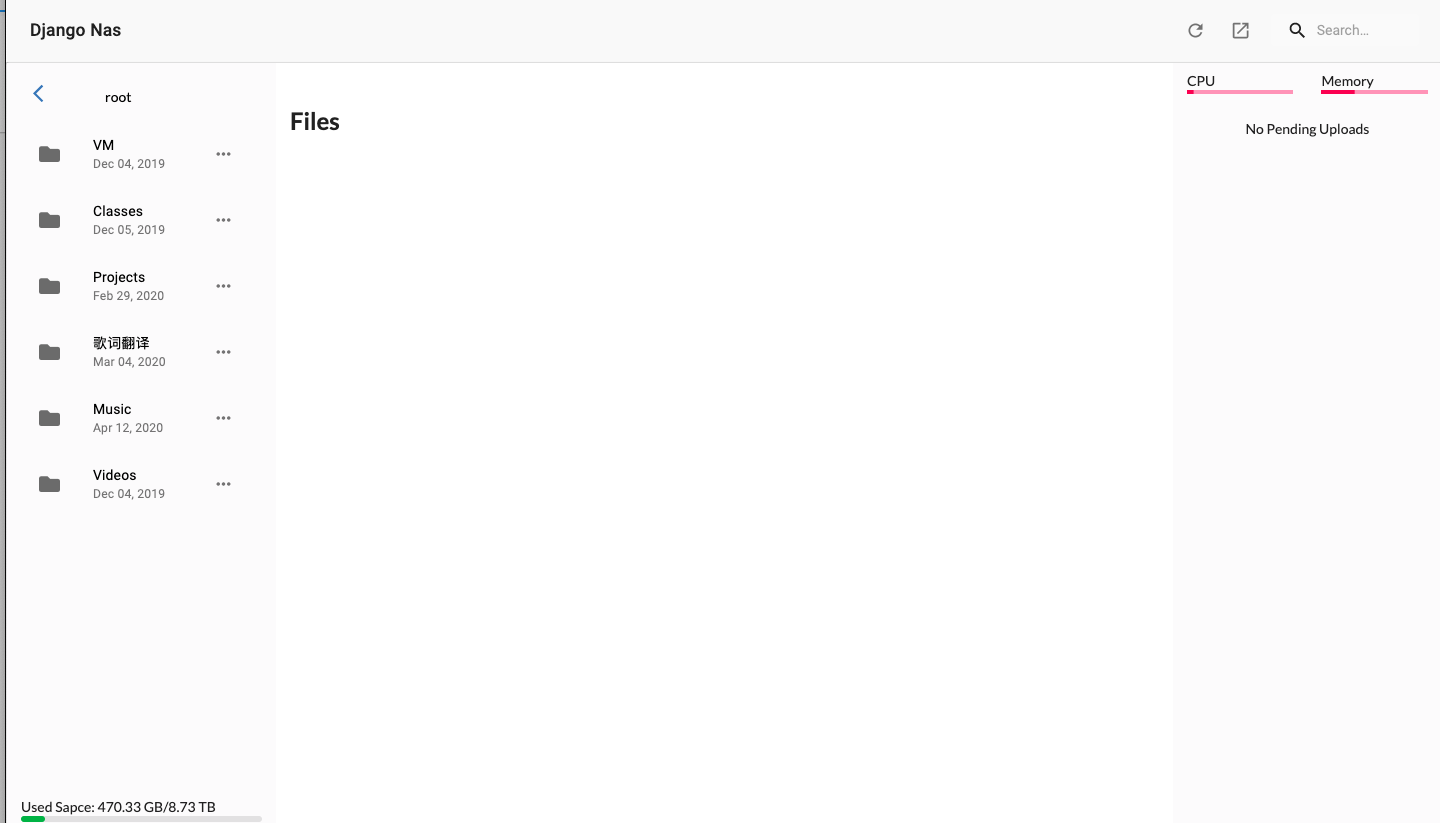 Django Nas
Search...
root
VM
Dec 04, 2019
Classes
Dec 05, 2019
Projects
Feb 29, 2020
歌词翻译
Mar 04, 2020
Music
Apr 12, 2020
Videos
Dec 04, 2019
Used Sapce: 470.33 GB/8.73 TB
Files
CPU
Memory
No Pending Uploads